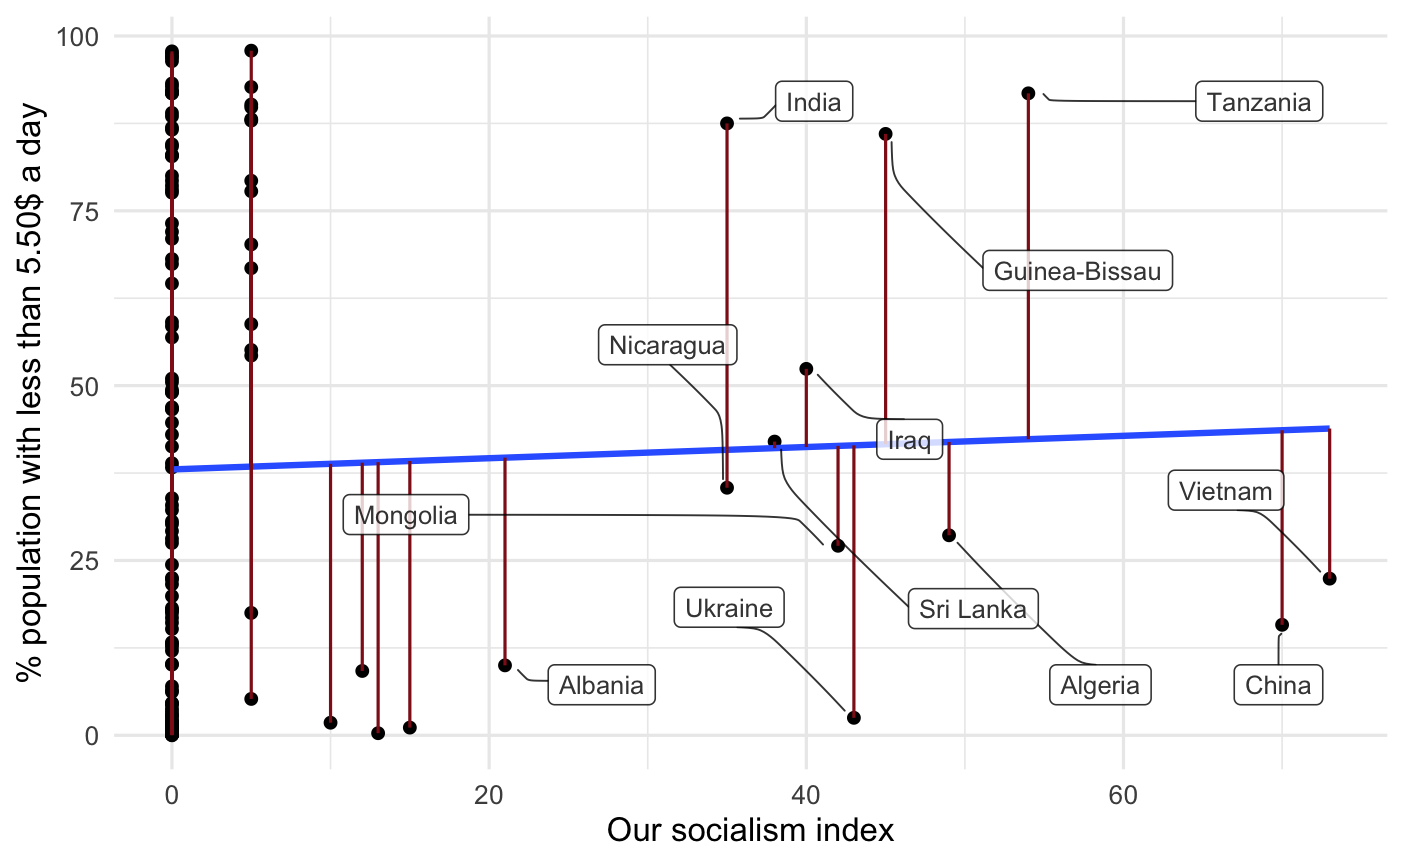 100
75
50
25
0
% population with less than 5.50$ a day
India
Tanzania
Guinea-Bissau
Nicaragua
Iraq
Vietnam
Mongolia
Ukraine
Sri Lanka
Albania
Algeria
China
0
20
40
60
Our socialism index